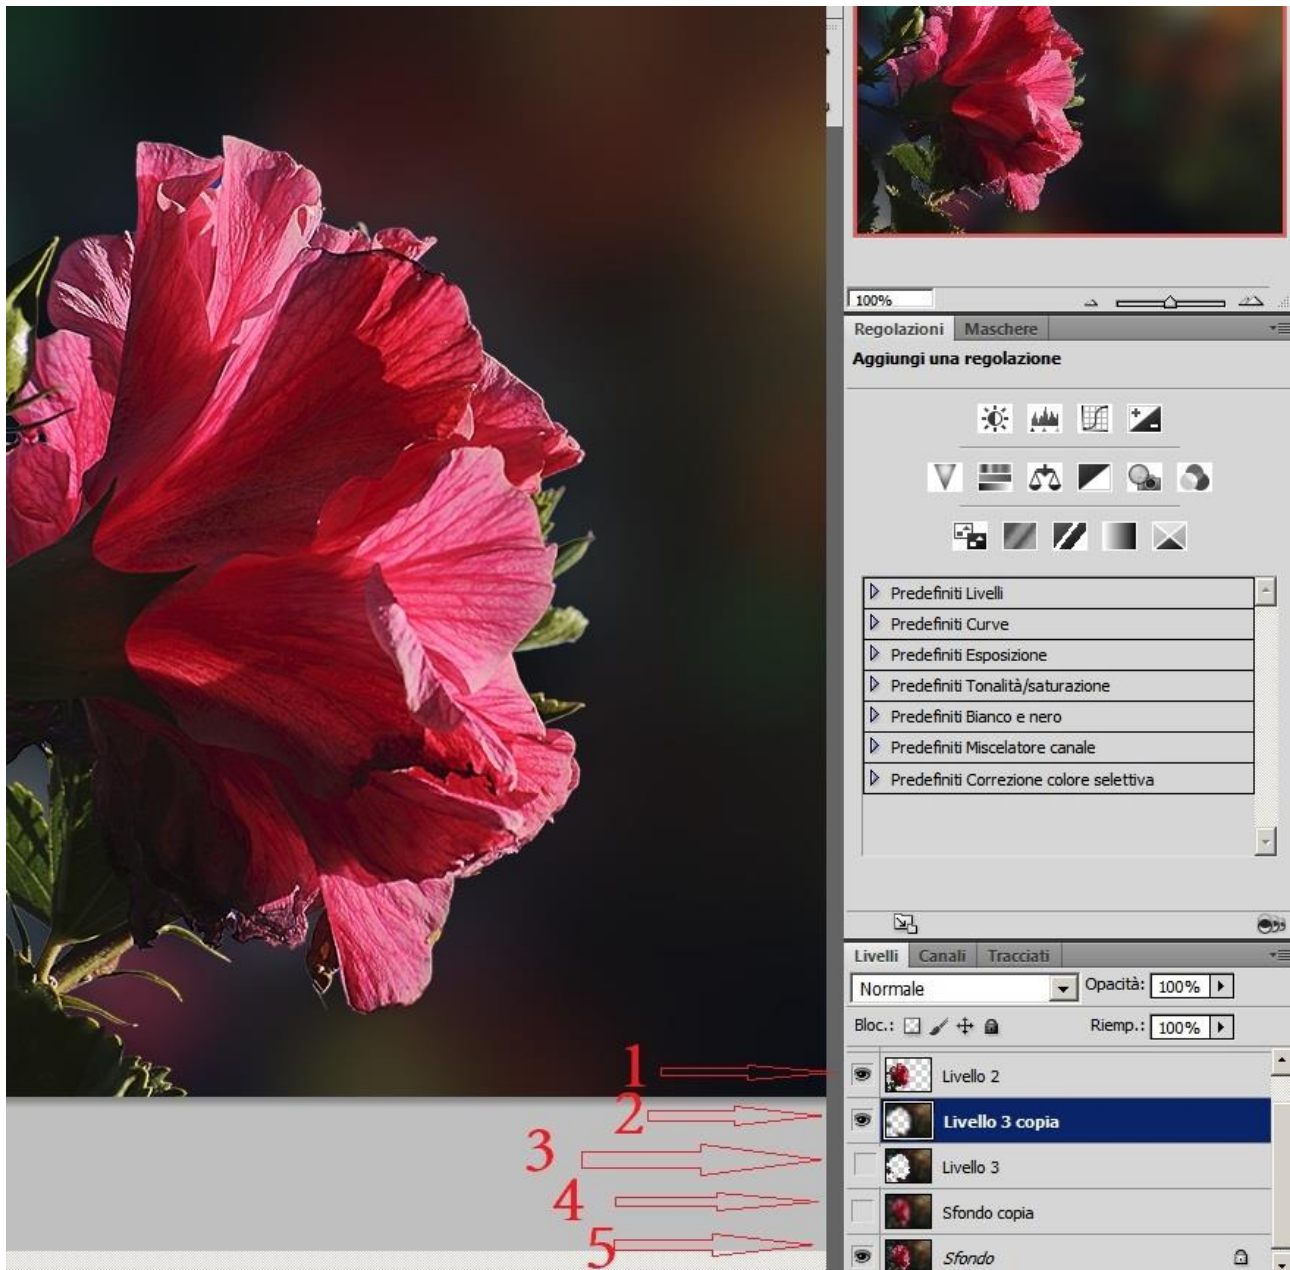 100%
Regolazioni Maschere
Aggiungi una regolazione
Predefiniti Livelli
Predefiniti Curve
Predefiniti Esposizione
Predefiniti Tonalità/saturazione
Predefiniti Bianco e nero
Predefiniti Miscelatore canale
Predefiniti Correzione colore selettiva
Livelli Canali Tracciati
Normale Opacità: 100%
Bloc.: Riemp.: 100%
1 Livello 2
2 Livello 3 copia
3 Livello 3
4 Sfondo copia
5 Sfondo